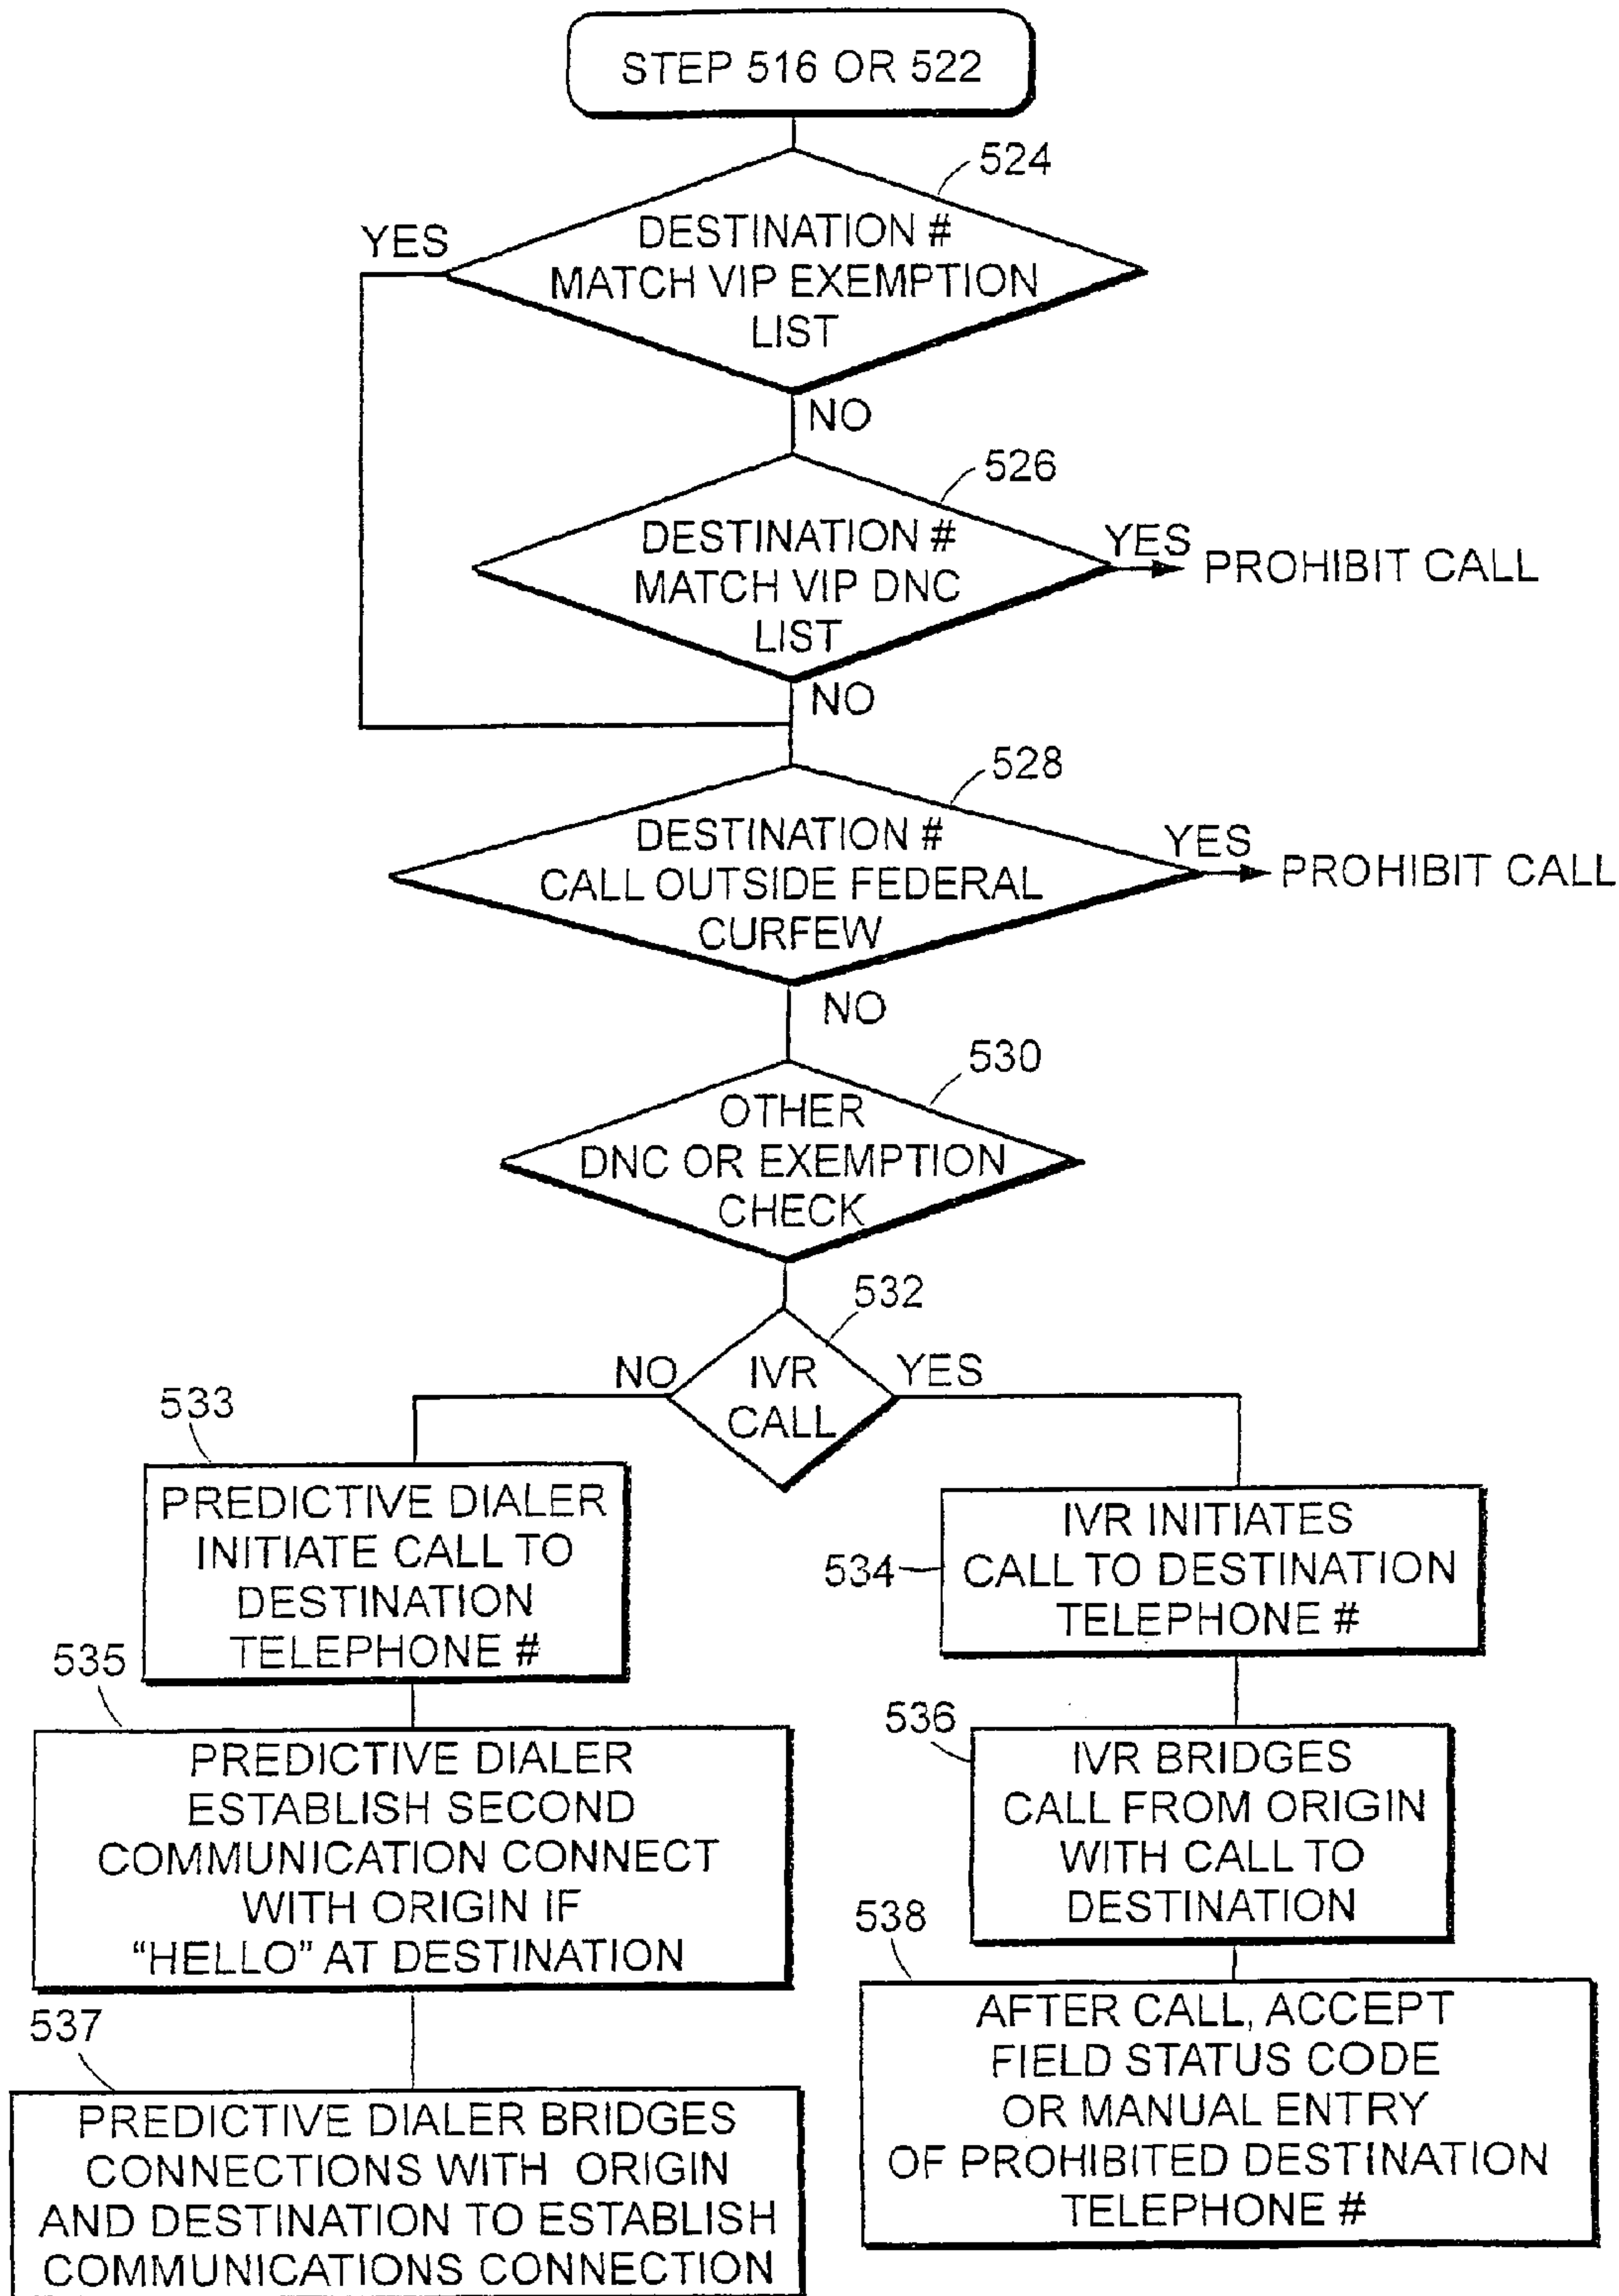 STEP 516 OR 522
524
YES
DESTINATION #
MATCH VIP EXEMPTION
LIST
NO
526
DESTINATION #
MATCH VIP DNC
LIST
YES
PROHIBIT CALL
NO
528
DESTINATION #
CALL OUTSIDE FEDERAL
CURFEW
YES
PROHIBIT CALL
NO
530
OTHER
DNC OR EXEMPTION
CHECK
532
NO
IVR
CALL
YES
533
PREDICTIVE DIALER
INITIATE CALL TO
DESTINATION
TELEPHONE #
534
IVR INITIATES
CALL TO DESTINATION
TELEPHONE #
535
PREDICTIVE DIALER
ESTABLISH SECOND
COMMUNICATION CONNECT
WITH ORIGIN IF
“HELLO” AT DESTINATION
536
IVR BRIDGES
CALL FROM ORIGIN
WITH CALL TO
DESTINATION
537
PREDICTIVE DIALER BRIDGES
CONNECTIONS WITH ORIGIN
AND DESTINATION TO ESTABLISH
COMMUNICATIONS CONNECTION
538
AFTER CALL, ACCEPT
FIELD STATUS CODE
OR MANUAL ENTRY
OF PROHIBITED DESTINATION
TELEPHONE #